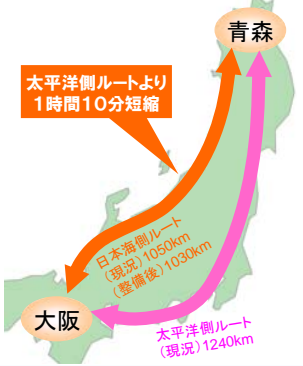 青森
太平洋側ルートより
1時間10分短縮
日本海側ルート
(現況)1050km
(整備後)1030km
大阪
太平洋側ルート
(現況)1240km